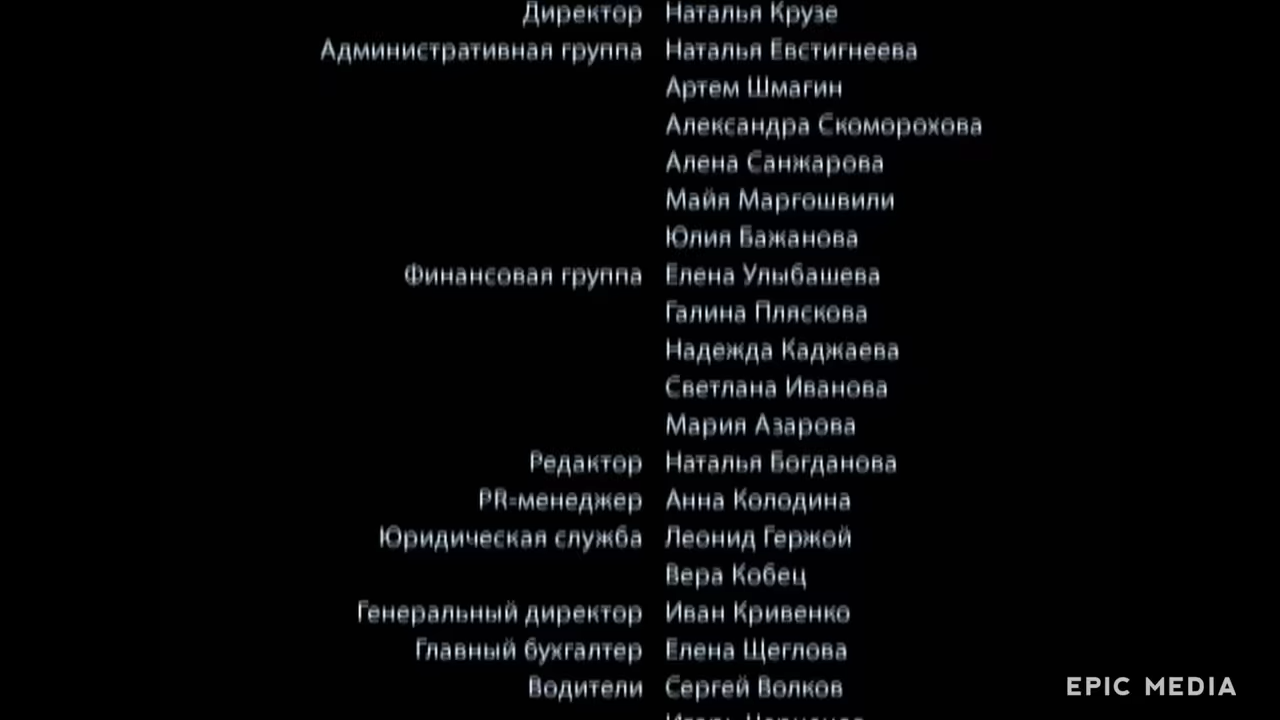 Директор Наталья Крузе
Административная группа Наталья Евстигнеева
Артем Шмагин
Александра Скоморохова
Алена Санжарова
Майя Маргошвили
Юлия Бажанова
Финансовая группа Елена Улыбашева
Галина Пляскова
Надежда Каджаева
Светлана Иванова
Мария Азарова
Редактор Наталья Богданова
PR-менеджер Анна Колодина
Юридическая служба Леонид Гержой
Вера Кобец
Генеральный директор Иван Кривенко
Главный бухгалтер Елена Щеглова
Водители Сергей Волков
EPIC MEDIA